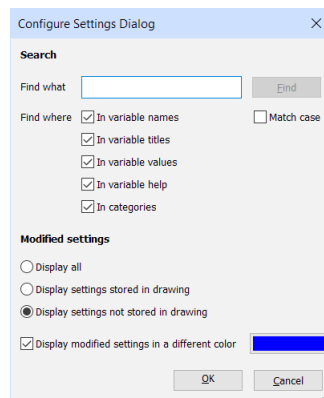 Configure Settings Dialog
Search
Find what
Find
Find where
In variable names
Match case
In variable titles
In variable values
In variable help
In categories
Modified settings
Display all
Display settings stored in drawing
Display settings not stored in drawing
Display modified settings in a different color
OK
Cancel